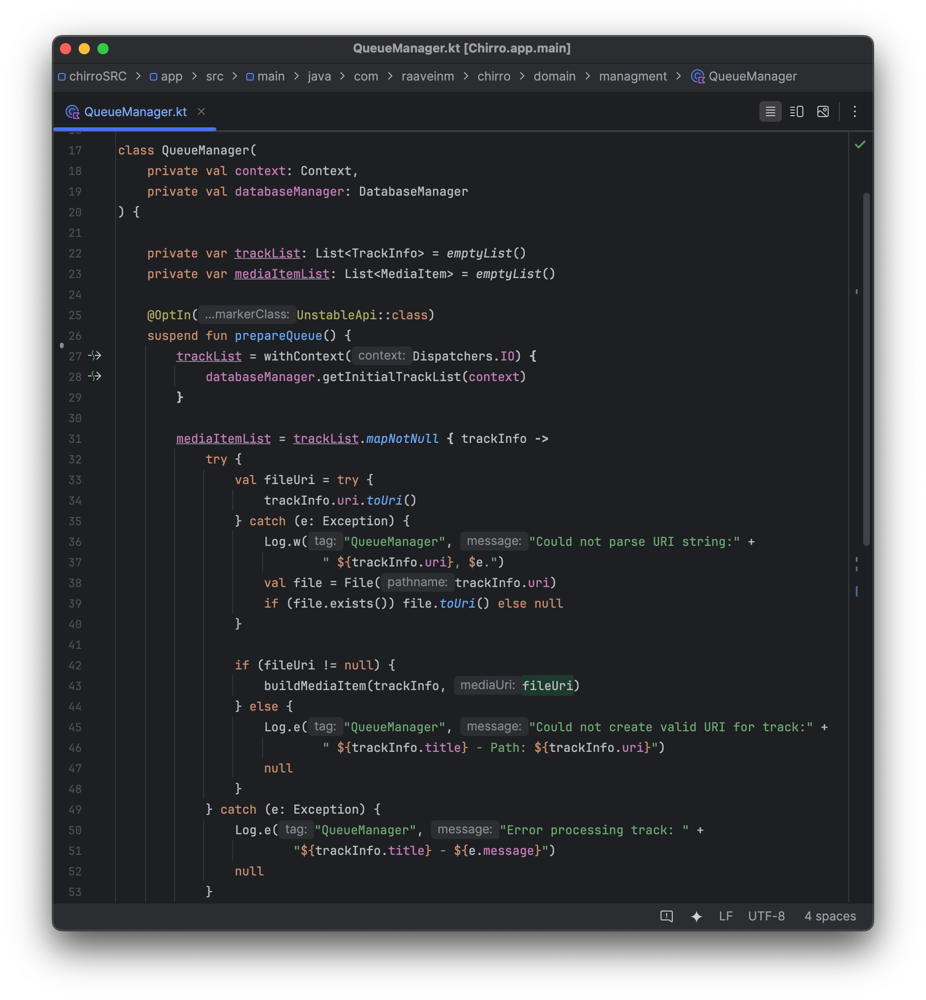 QueueManager.kt [Chirro.app.main]
chirroSRC > app > src > main > java > com > raaveinm > chirro > domain > managment > QueueManager
QueueManager.kt ×
17 class QueueManager(
18     private val context: Context,
19     private val databaseManager: DatabaseManager
20 ) {
21
22     private var trackList: List<TrackInfo> = emptyList()
23     private var mediaItemList: List<MediaItem> = emptyList()
24
25     @OptIn( ...markerClass: UnstableApi::class)
26     suspend fun prepareQueue() {
27         trackList = withContext( context: Dispatchers.IO) {
28             databaseManager.getInitialTrackList(context)
29         }
30
31         mediaItemList = trackList.mapNotNull { trackInfo ->
32             try {
33                 val fileUri = try {
34                     trackInfo.uri.toUri()
35                 } catch (e: Exception) {
36                     Log.w( tag: "QueueManager", message: "Could not parse URI string:" +
37                             " ${trackInfo.uri}, $e.")
38                     val file = File( pathname: trackInfo.uri)
39                     if (file.exists()) file.toUri() else null
40                 }
41
42                 if (fileUri != null) {
43                     buildMediaItem(trackInfo, mediaUri: fileUri)
44                 } else {
45                     Log.e( tag: "QueueManager", message: "Could not create valid URI for track:" +
46                             " ${trackInfo.title} - Path: ${trackInfo.uri}")
47                     null
48                 }
49             } catch (e: Exception) {
50                 Log.e( tag: "QueueManager", message: "Error processing track: " +
51                         "${trackInfo.title} - ${e.message}")
52                 null
53             }
LF UTF-8 4 spaces